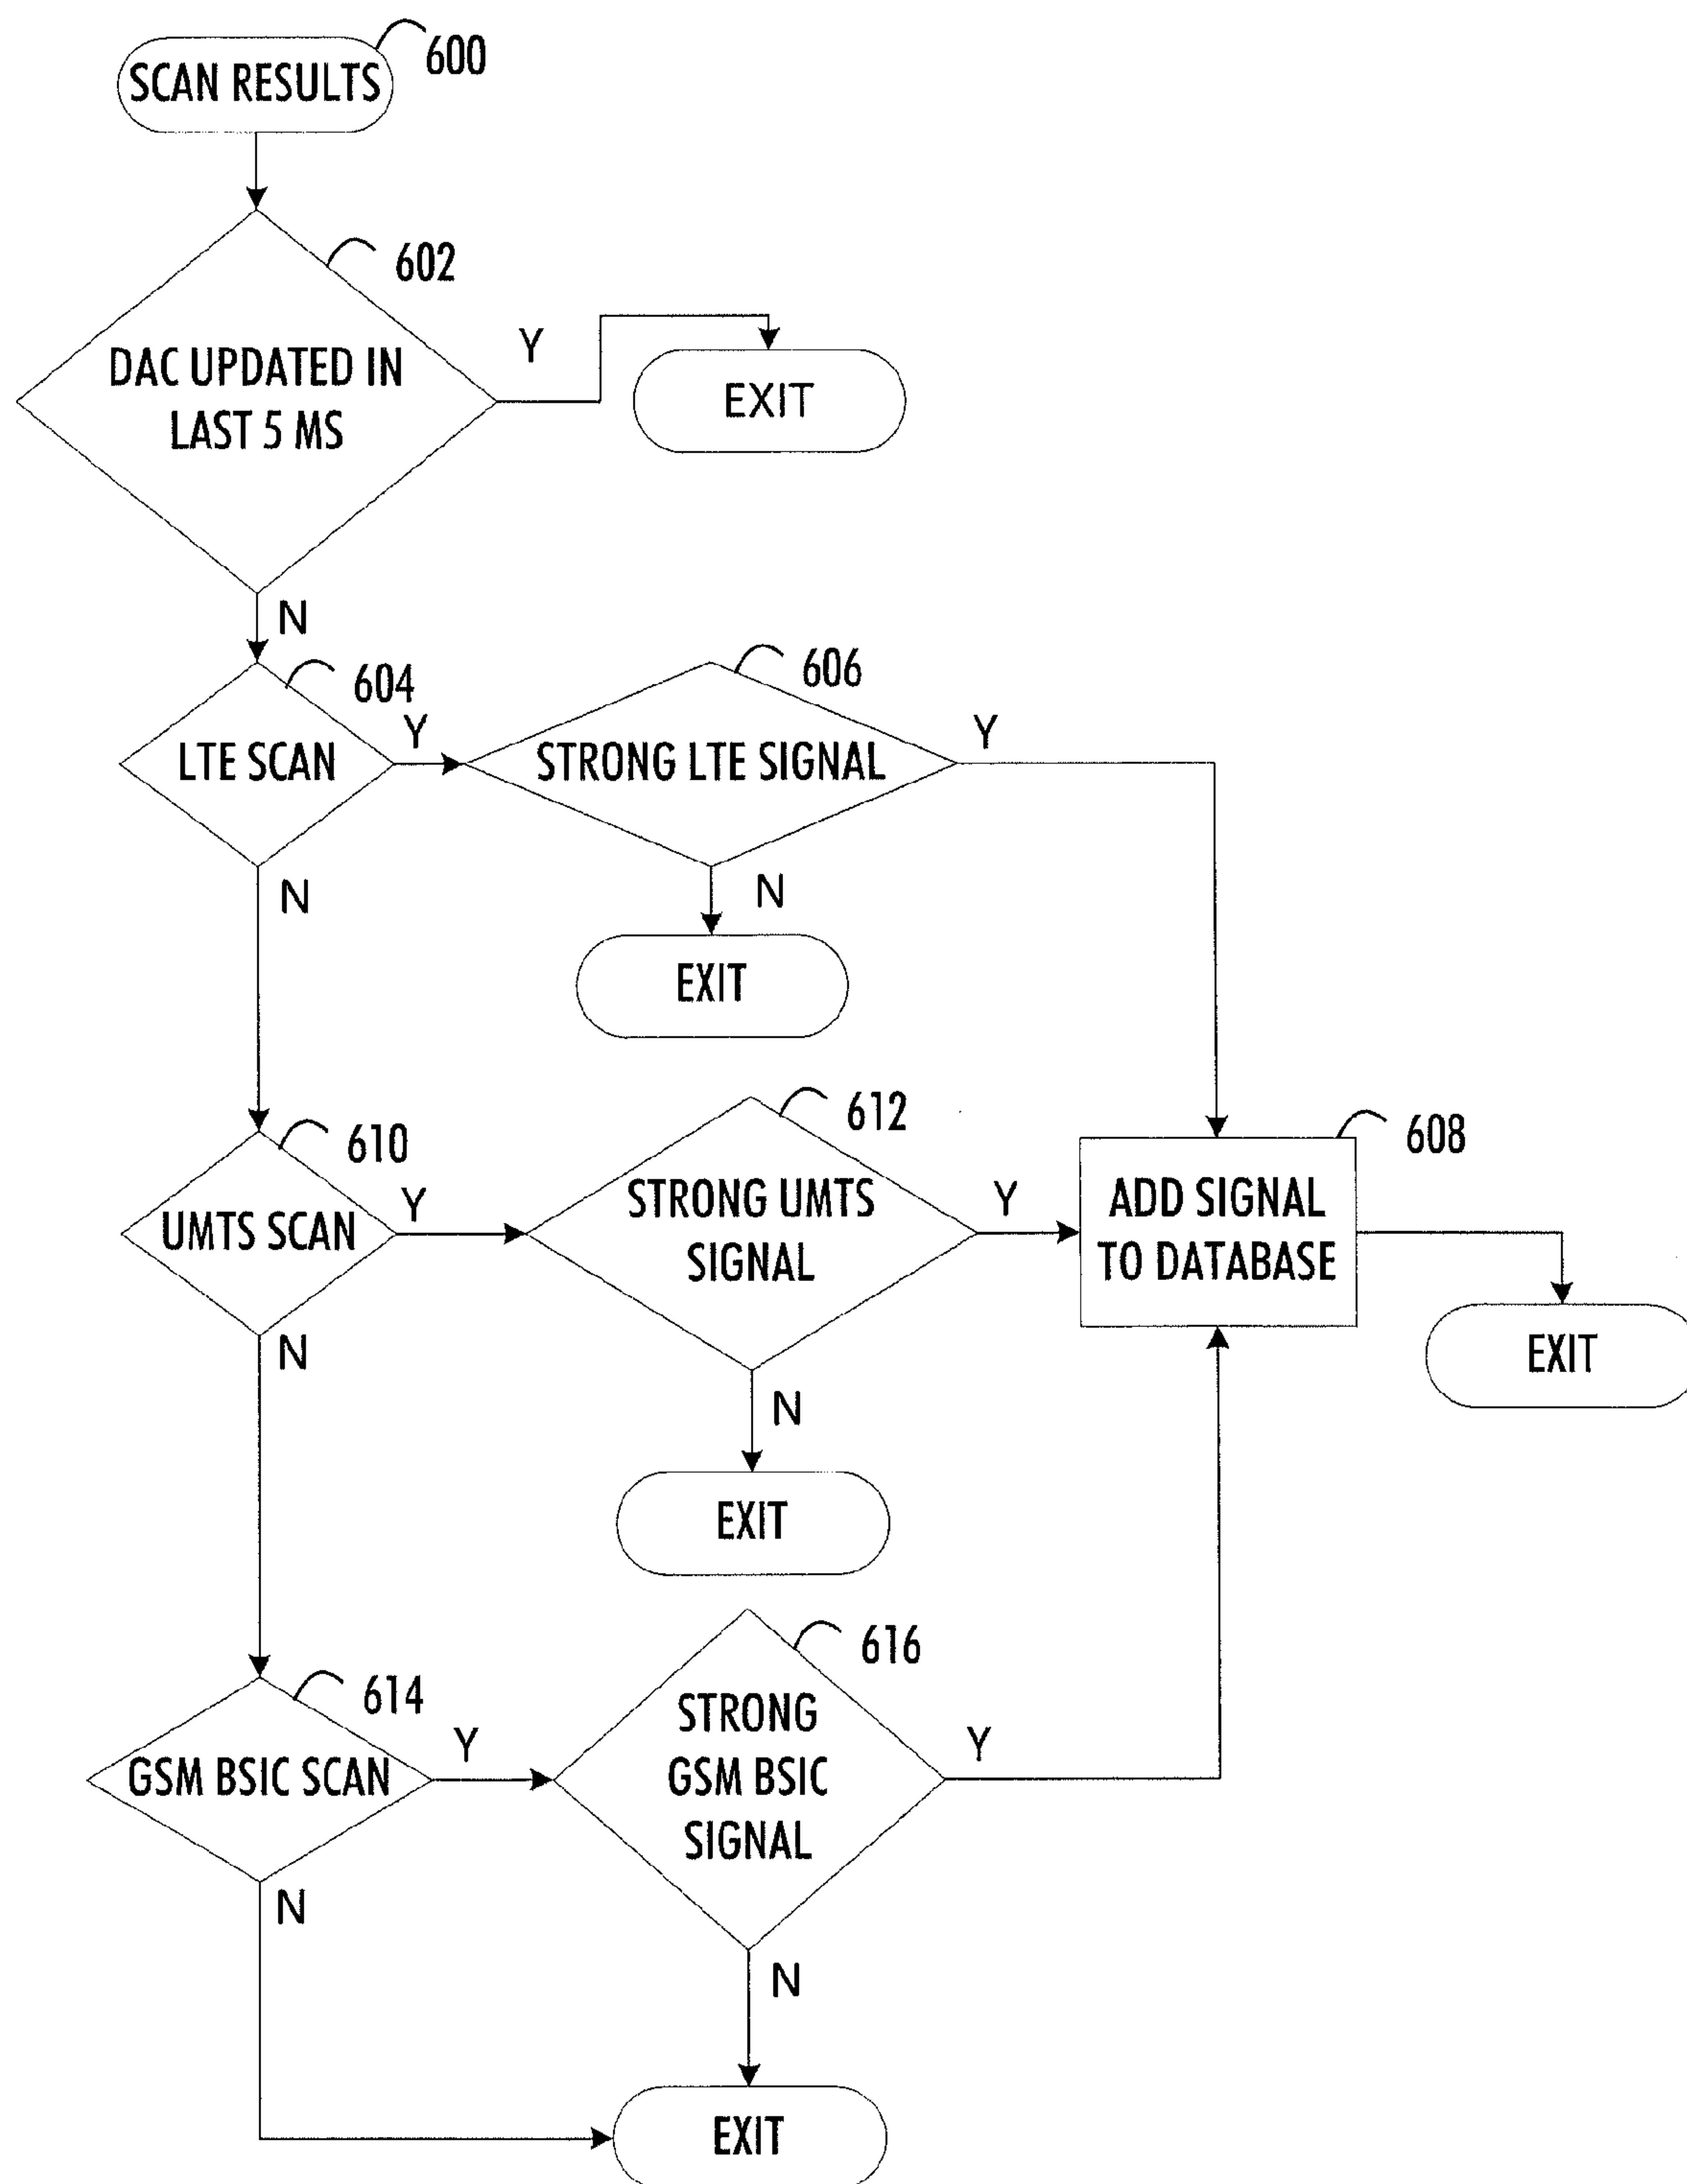 600
SCAN RESULTS
602
DAC UPDATED IN
LAST 5 MS
Y
EXIT
N
604
606
LTE SCAN
Y
STRONG LTE SIGNAL
Y
N
N
EXIT
610
612
608
UMTS SCAN
Y
STRONG UMTS
SIGNAL
Y
ADD SIGNAL
TO DATABASE
N
N
EXIT
EXIT
614
616
GSM BSIC SCAN
Y
STRONG
GSM BSIC
SIGNAL
Y
N
N
EXIT